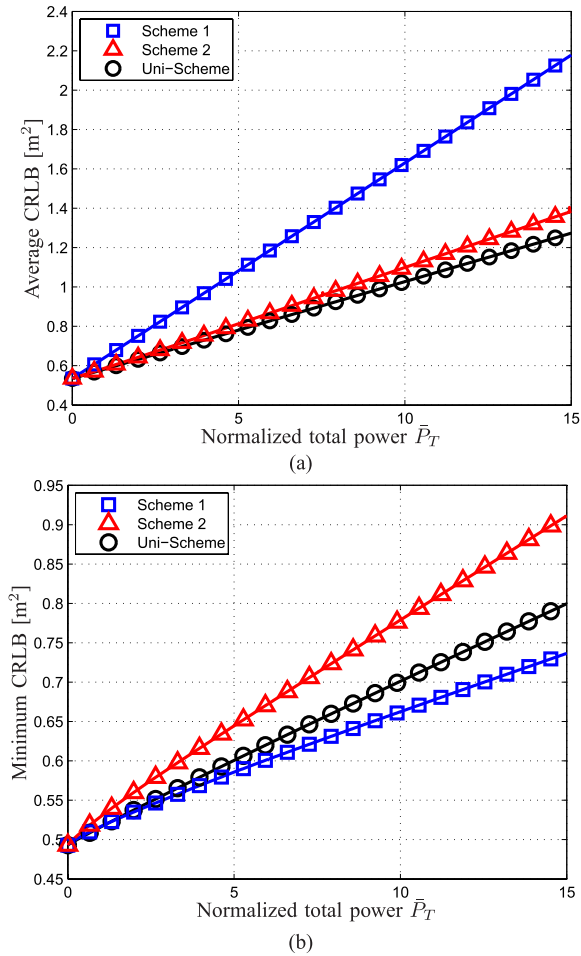 2.4
2.2
2
1.8
1.6
1.4
1.2
1
0.8
0.6
0.4
Average CRLB [m²]
Scheme 1
Scheme 2
Uni−Scheme
0 5 10 15
Normalized total power P̄_T
(a)
0.95
0.9
0.85
0.8
0.75
0.7
0.65
0.6
0.55
0.5
0.45
Minimum CRLB [m²]
Scheme 1
Scheme 2
Uni−Scheme
0 5 10 15
Normalized total power P̄_T
(b)